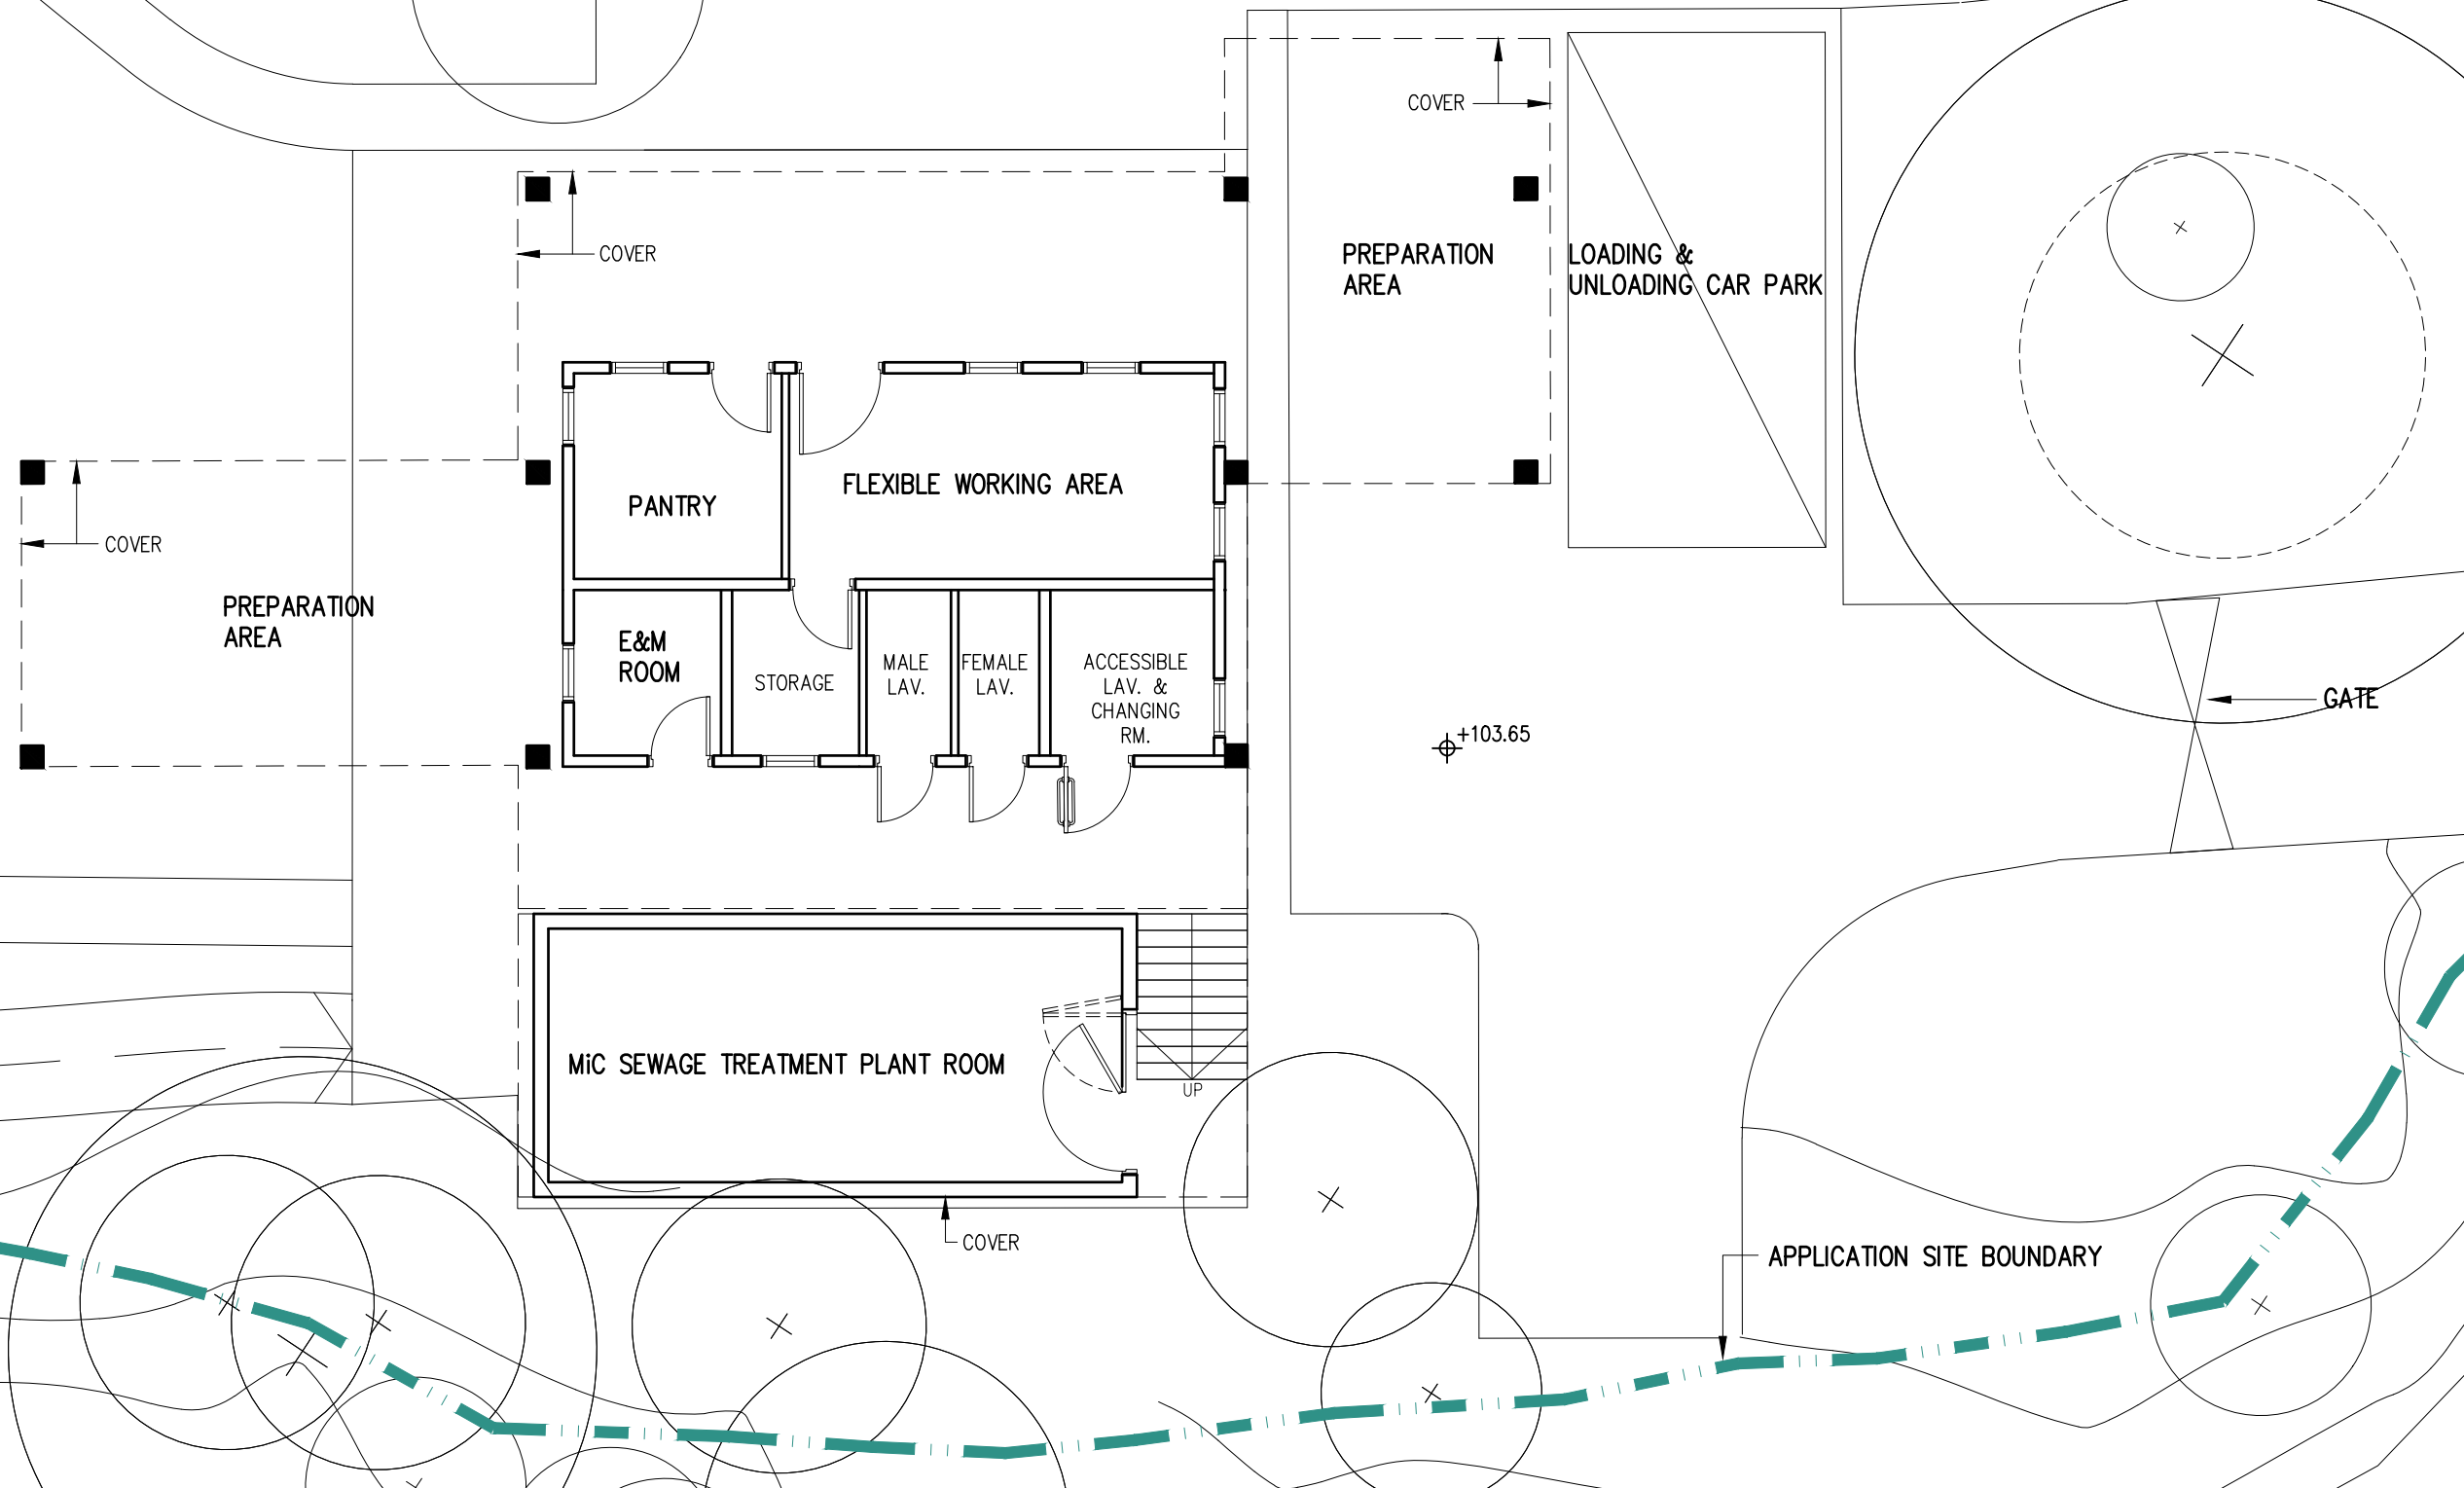 COVER
COVER
PREPARATION
AREA
LOADING &
UNLOADING CAR PARK
PANTRY
FLEXIBLE WORKING AREA
COVER
PREPARATION
AREA
E&M
ROOM
STORAGE
MALE
LAV.
FEMALE
LAV.
ACCESSIBLE
LAV. &
CHANGING
RM.
GATE
+103.65
MiC SEWAGE TREATMENT PLANT ROOM
UP
COVER
APPLICATION SITE BOUNDARY